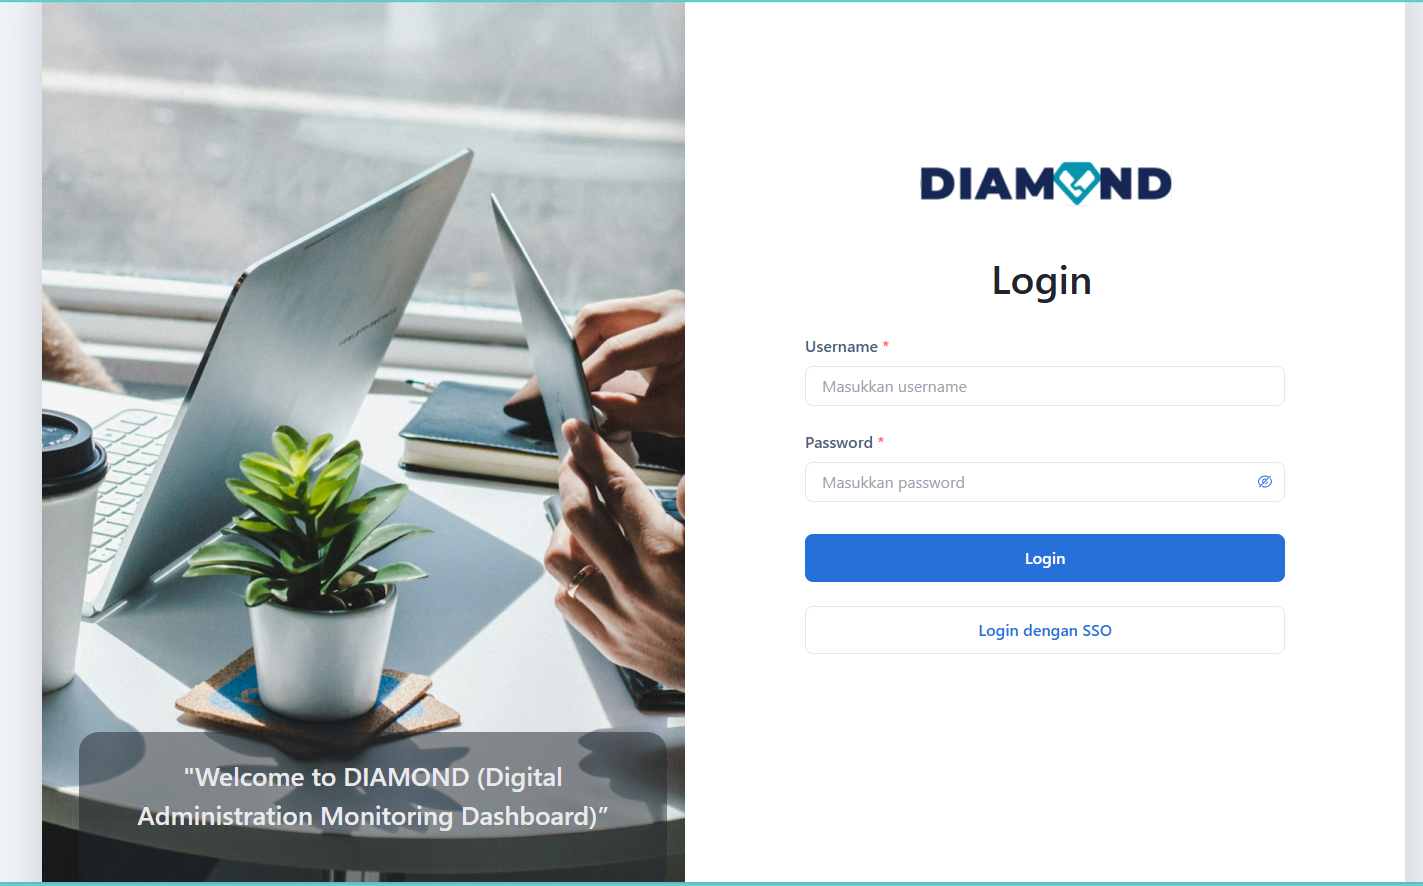 DIAMOND
Login
Username *
Masukkan username
Password *
Masukkan password
Login
Login dengan SSO
"Welcome to DIAMOND (Digital
Administration Monitoring Dashboard)”